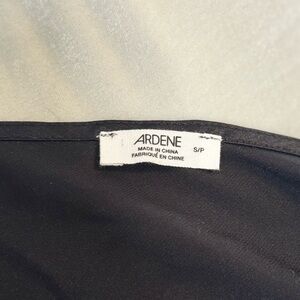 ARDENE
MADE IN CHINA
FABRIQUÉ EN CHINE
S/P